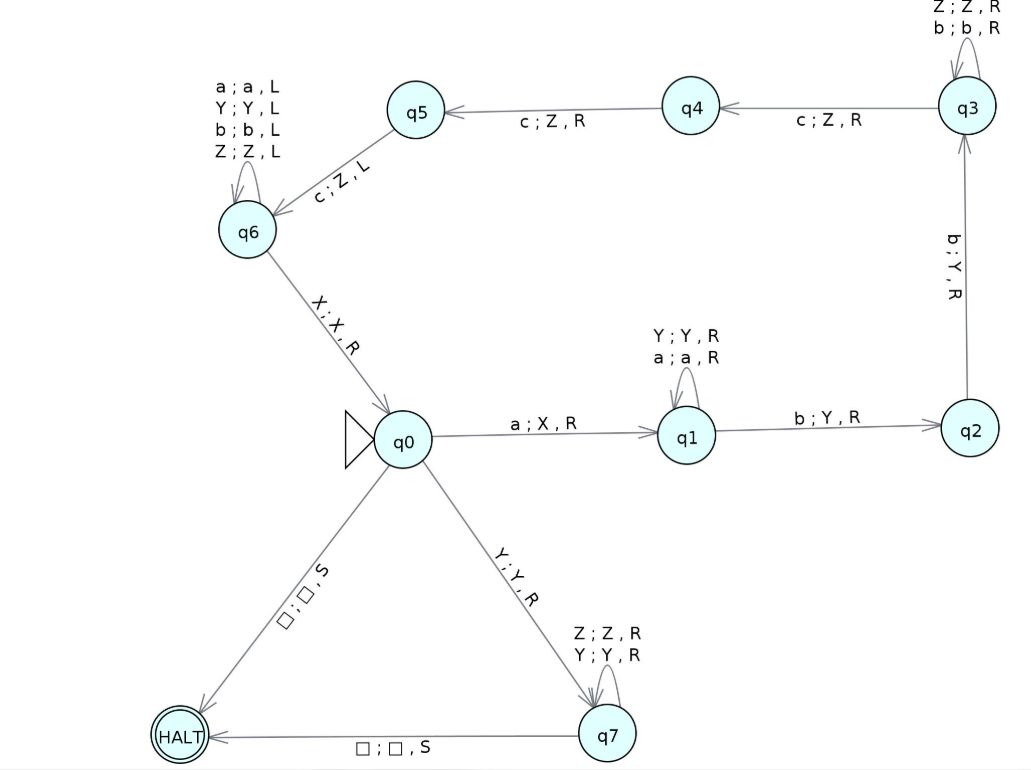 Z ; Z , R
b ; b , R
a ; a , L
Y ; Y , L
b ; b , L
Z ; Z , L
q5
q4
q3
c ; Z , R
c ; Z , R
c ; Z , L
q6
b ; Y , R
X ; X , R
Y ; Y , R
a ; a , R
q0
a ; X , R
q1
b ; Y , R
q2
□ ; □ , S
Y ; Y , R
Z ; Z , R
Y ; Y , R
HALT
□ ; □ , S
q7